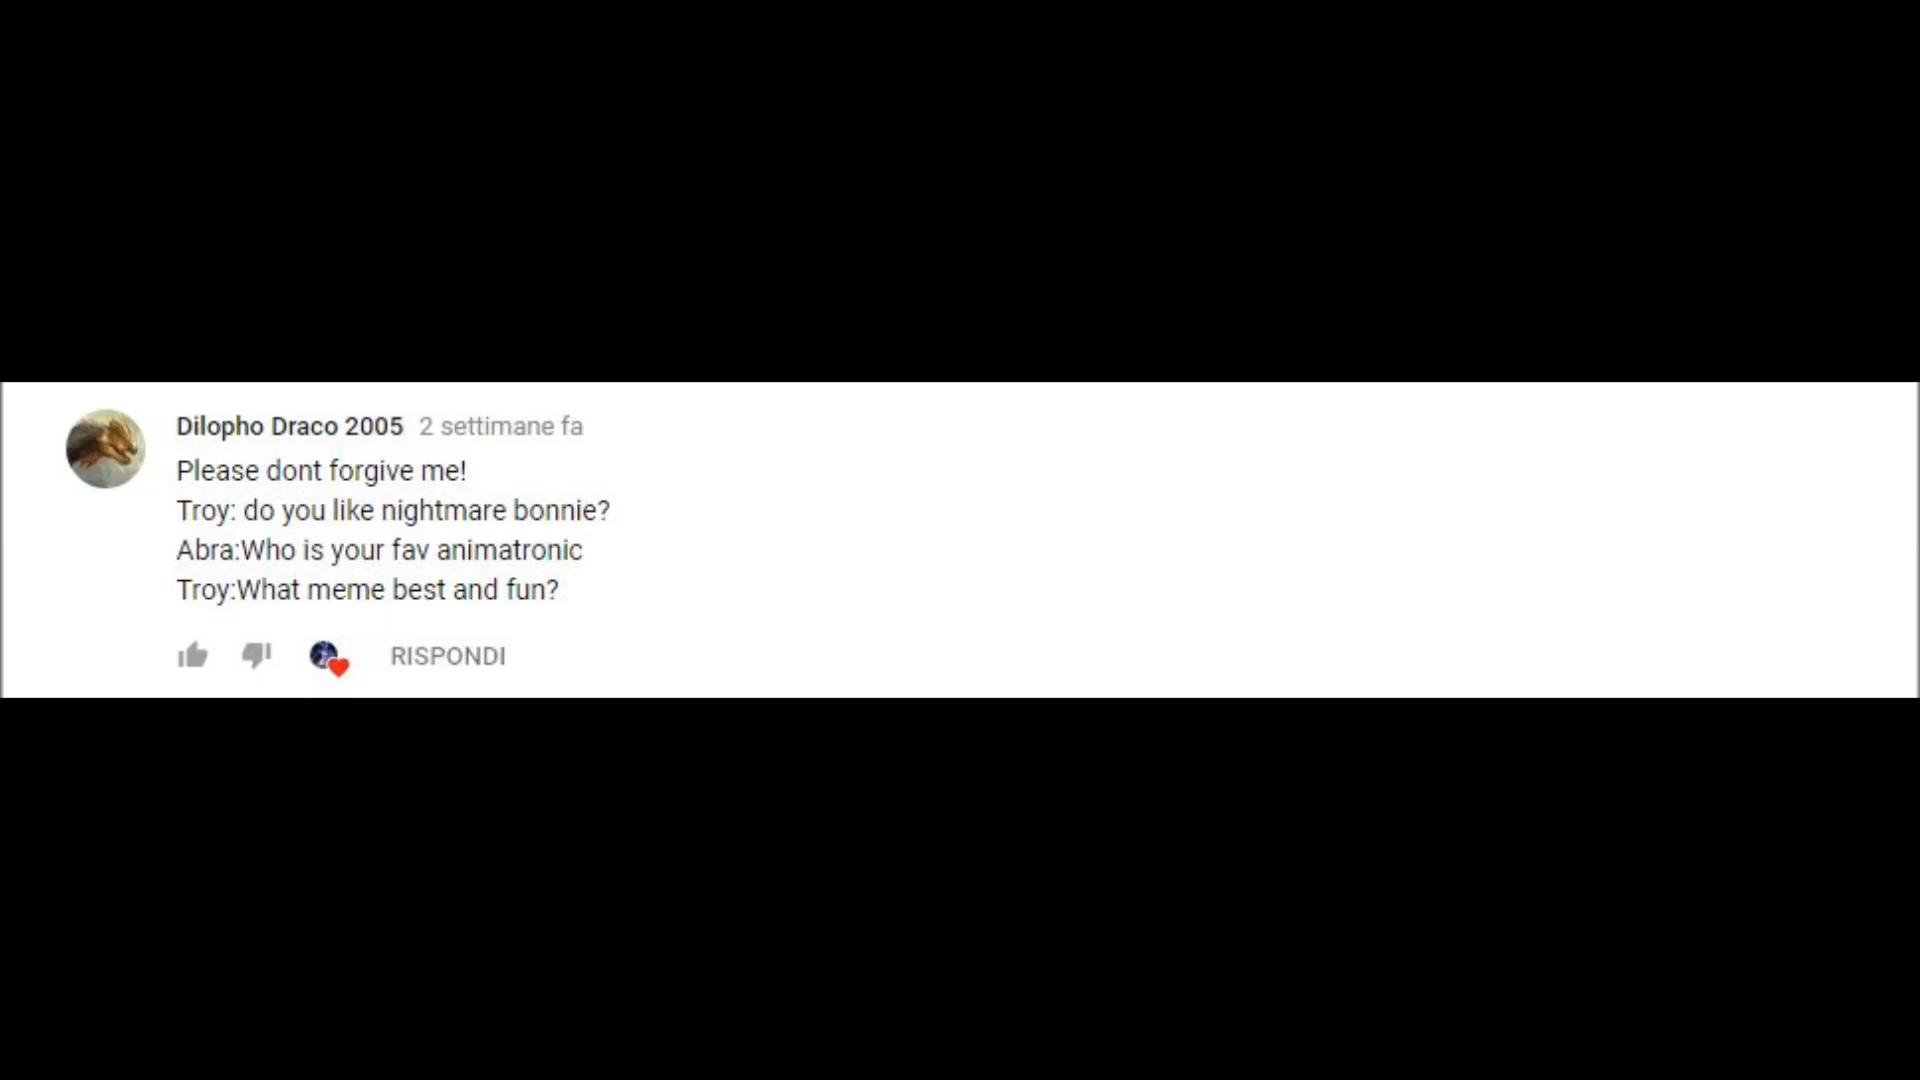 Dilopho Draco 2005 2 settimane fa
Please dont forgive me!
Troy: do you like nightmare bonnie?
Abra:Who is your fav animatronic
Troy:What meme best and fun?
RISPONDI